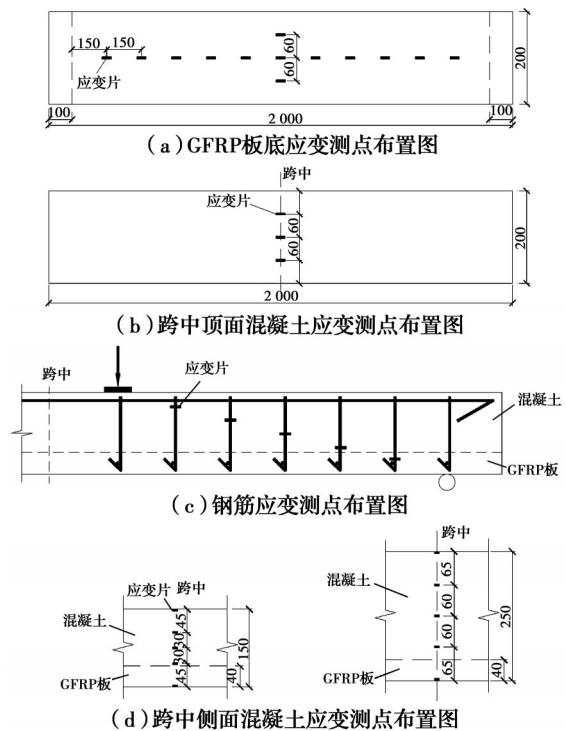 150 150
60
60
应变片
200
100
2 000
100
(a)GFRP板底应变测点布置图
跨中
应变片
60
60
200
2 000
(b)跨中顶面混凝土应变测点布置图
跨中
应变片
混凝土
GFRP板
(c)钢筋应变测点布置图
应变片 跨中
混凝土
45
30
30
45
150
40
GFRP板
跨中
混凝土
65
60
60
65
250
40
GFRP板
(d)跨中侧面混凝土应变测点布置图